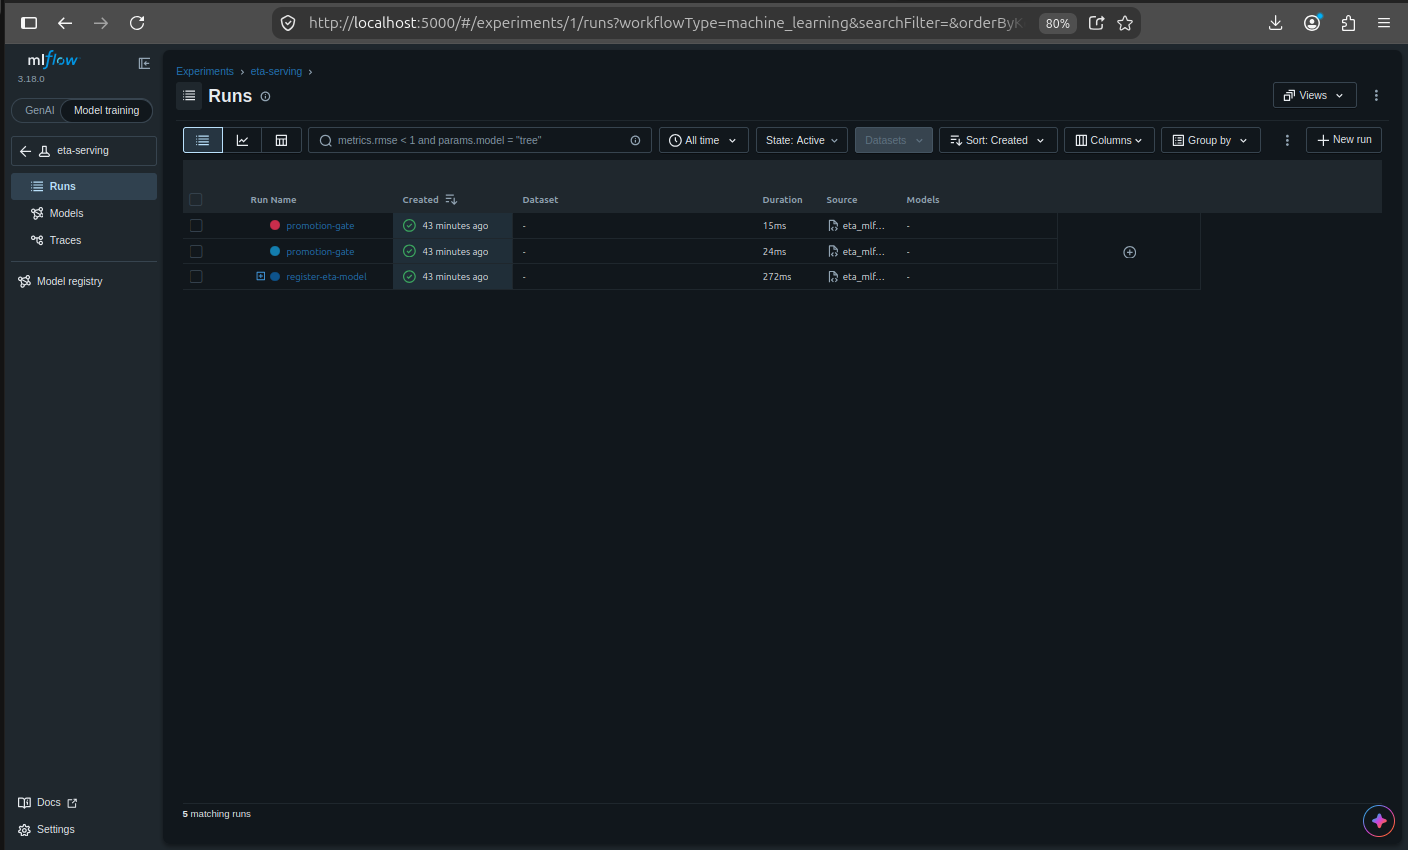 http://localhost:5000/#/experiments/1/runs?workflowType=machine_learning&searchFilter=&orderByK
80%
mlflow
3.18.0
GenAI Model training
eta-serving
Runs
Models
Traces
Model registry
Docs
Settings
Experiments › eta-serving ›
Runs
Views
metrics.rmse < 1 and params.model = "tree"
All time
State: Active
Datasets
Sort: Created
Columns
Group by
New run
Run Name Created Dataset Duration Source Models
promotion-gate 43 minutes ago - 15ms eta_mlf... -
promotion-gate 43 minutes ago - 24ms eta_mlf... -
register-eta-model 43 minutes ago - 272ms eta_mlf... -
5 matching runs